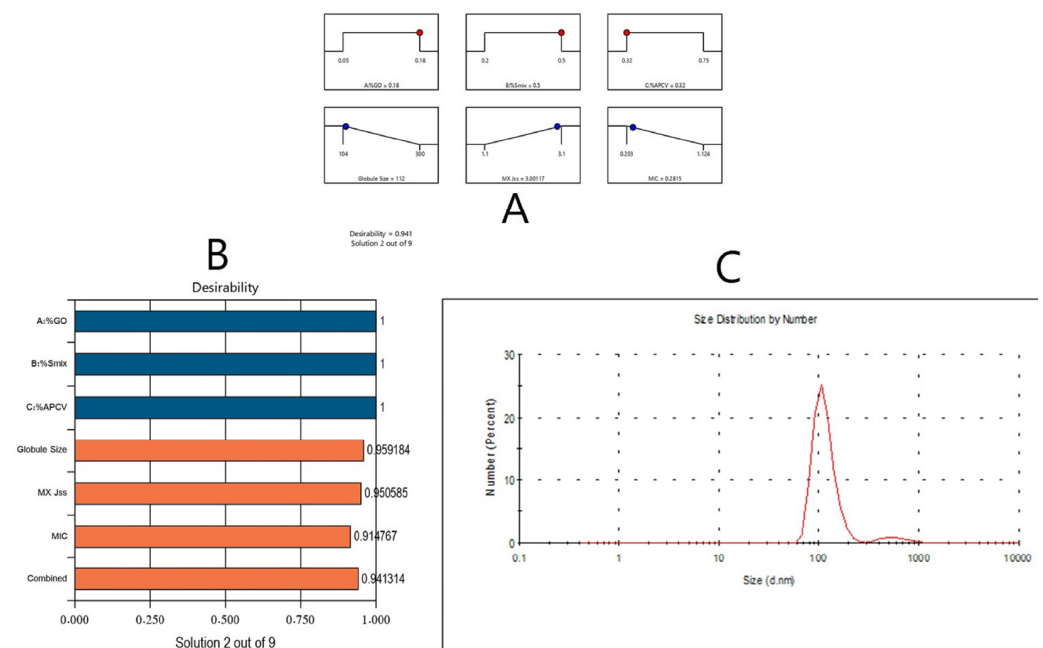 0.05 0.18
A:%GO = 0.18
0.2 0.5
B:%Smix = 0.5
0.32 0.75
C:%APCV = 0.32
104 300
Globule Size = 112
1.1 3.1
MX Jss = 3.00117
0.203 1.124
MIC = 0.2815
A
Desirability = 0.941
Solution 2 out of 9
B
Desirability
A:%GO 1
B:%Smix 1
C:%APCV 1
Globule Size 0.959184
MX Jss 0.950585
MIC 0.914767
Combined 0.941314
0.000 0.250 0.500 0.750 1.000
Solution 2 out of 9
C
Size Distribution by Number
Number (Percent)
30
20
10
0
0.1 1 10 100 1000 10000
Size (d.nm)